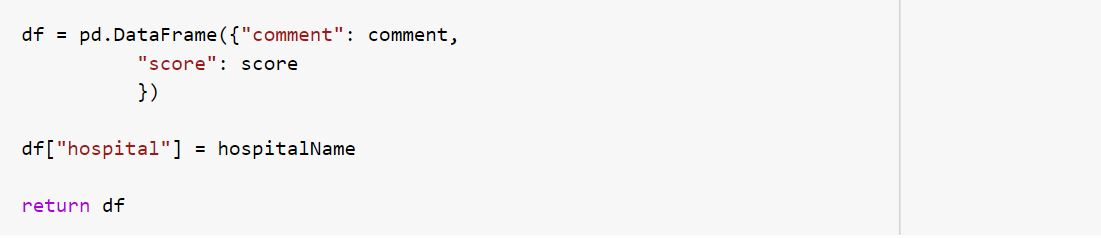 df = pd.DataFrame({"comment": comment,
          "score": score
          })
df["hospital"] = hospitalName
return df